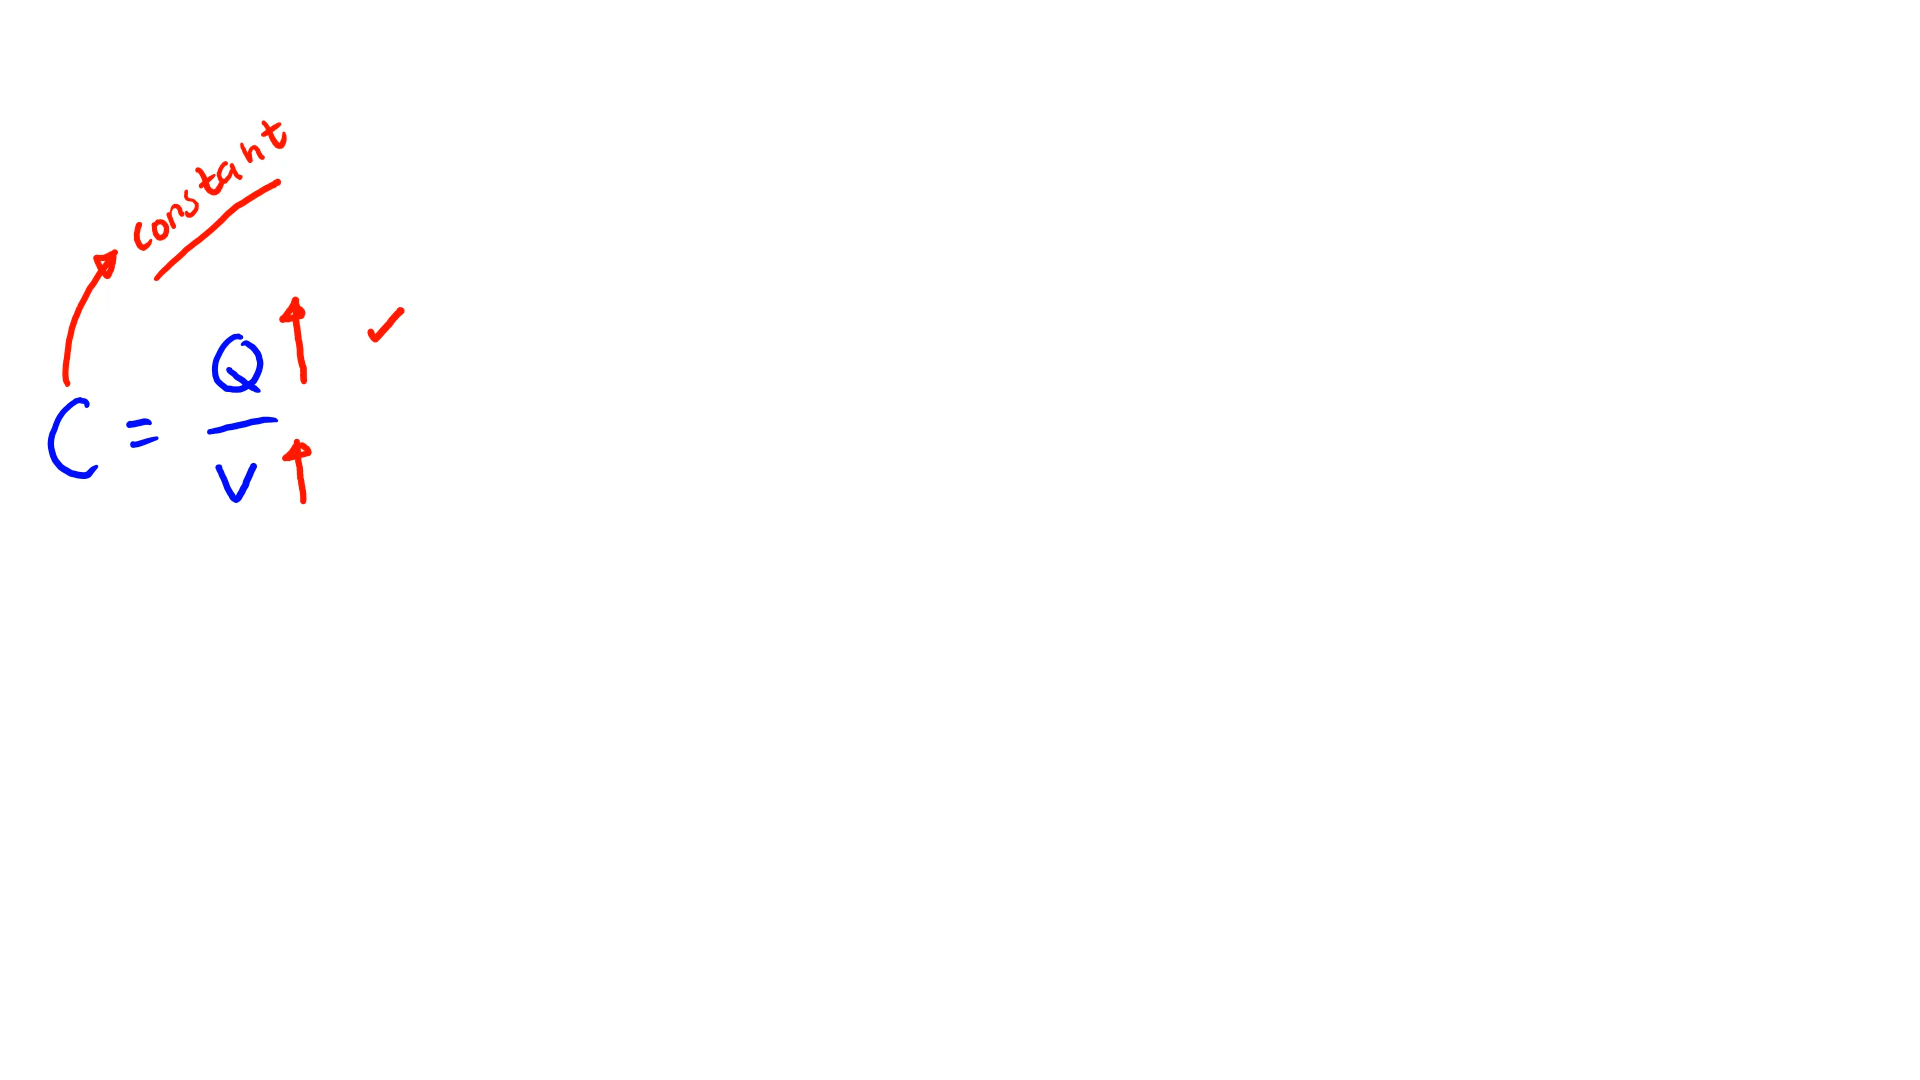 constant
C = Q
V